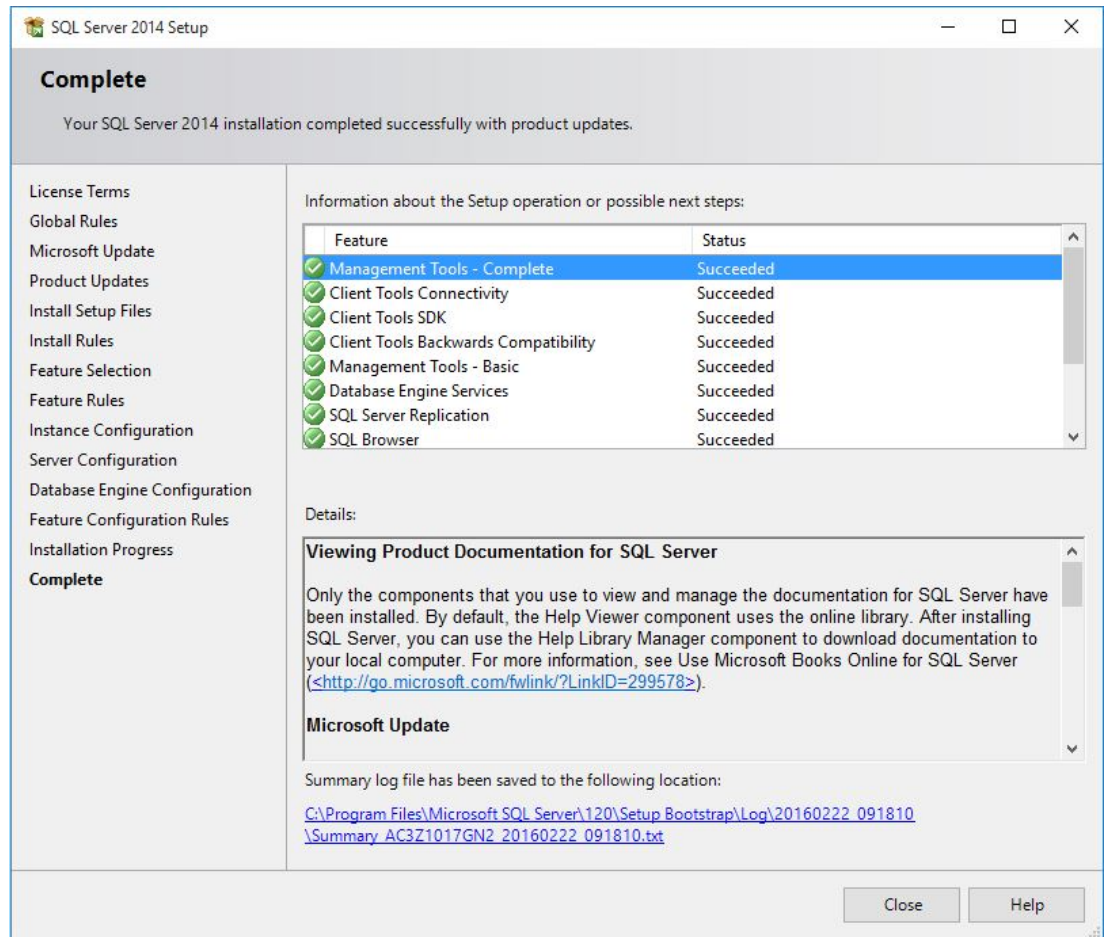 SQL Server 2014 Setup
Complete
Your SQL Server 2014 installation completed successfully with product updates.
License Terms
Global Rules
Microsoft Update
Product Updates
Install Setup Files
Install Rules
Feature Selection
Feature Rules
Instance Configuration
Server Configuration
Database Engine Configuration
Feature Configuration Rules
Installation Progress
Complete
Information about the Setup operation or possible next steps:
Feature Status
Management Tools - Complete Succeeded
Client Tools Connectivity Succeeded
Client Tools SDK Succeeded
Client Tools Backwards Compatibility Succeeded
Management Tools - Basic Succeeded
Database Engine Services Succeeded
SQL Server Replication Succeeded
SQL Browser Succeeded
Details:
Viewing Product Documentation for SQL Server
Only the components that you use to view and manage the documentation for SQL Server have
been installed. By default, the Help Viewer component uses the online library. After installing
SQL Server, you can use the Help Library Manager component to download documentation to
your local computer. For more information, see Use Microsoft Books Online for SQL Server
(<http://go.microsoft.com/fwlink/?LinkID=299578>).
Microsoft Update
Summary log file has been saved to the following location:
C:\Program Files\Microsoft SQL Server\120\Setup Bootstrap\Log\20160222_091810
\Summary_AC3Z1017GN2_20160222_091810.txt
Close Help